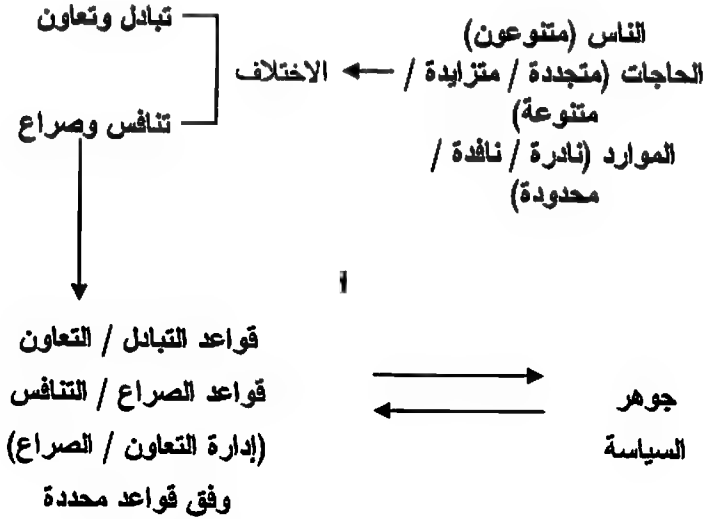 الناس (متنوعون)
الحاجات (متجددة / متزايدة /
متنوعة)
الموارد (نادرة / نافدة /
محدودة)
الاختلاف
تبادل وتعاون
تنافس وصراع
قواعد التبادل / التعاون
قواعد الصراع / التنافس
(إدارة التعاون / الصراع)
وفق قواعد محددة
جوهر
السياسة